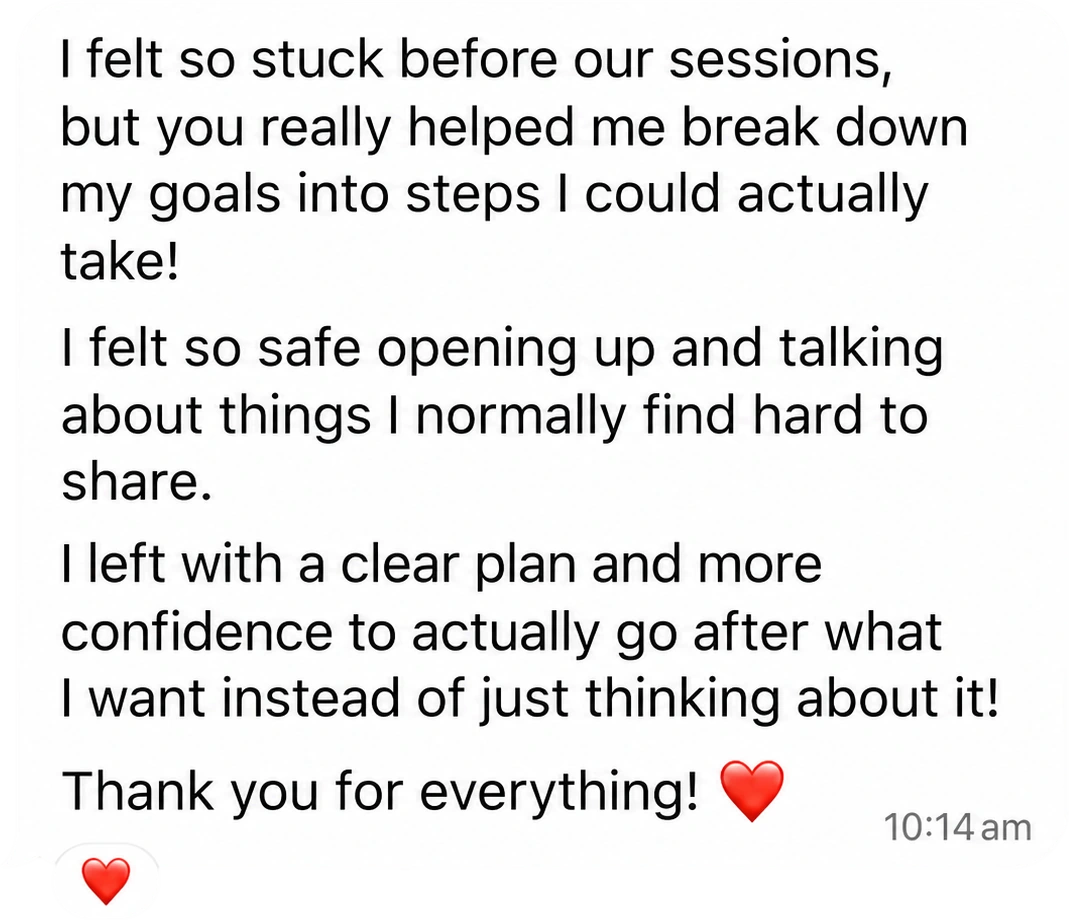 I felt so stuck before our sessions,
but you really helped me break down
my goals into steps I could actually
take!
I felt so safe opening up and talking
about things I normally find hard to
share.
I left with a clear plan and more
confidence to actually go after what
I want instead of just thinking about it!
Thank you for everything! ❤️
10:14 am
❤️